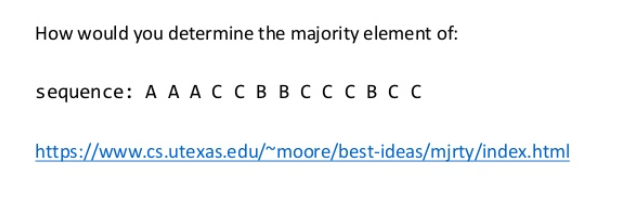 How would you determine the majority element of:
sequence: A A A C C B B C C C B C C
https://www.cs.utexas.edu/~moore/best-ideas/mjrty/index.html